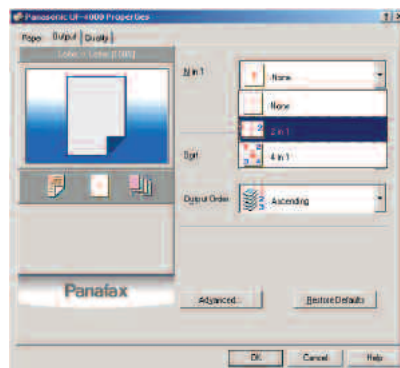 Panasonic UF-4000 Properties
Paper Output Quality
Letter - Letter [100%]
N in 1
None
None
2 in 1
4 in 1
Output Order
Ascending
Panafax
Advanced...
Restore Defaults
OK Cancel Help